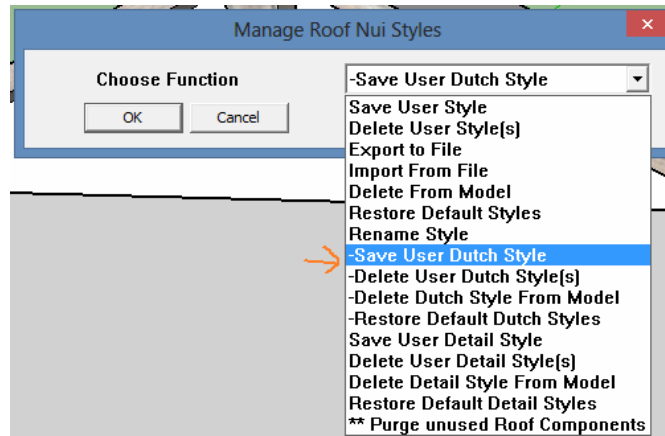 Manage Roof Nui Styles
Choose Function
-Save User Dutch Style
OK
Cancel
Save User Style
Delete User Style(s)
Export to File
Import From File
Delete From Model
Restore Default Styles
Rename Style
-Save User Dutch Style
-Delete User Dutch Style(s)
-Delete Dutch Style From Model
-Restore Default Dutch Styles
Save User Detail Style
Delete User Detail Style(s)
Delete Detail Style From Model
Restore Default Detail Styles
** Purge unused Roof Components